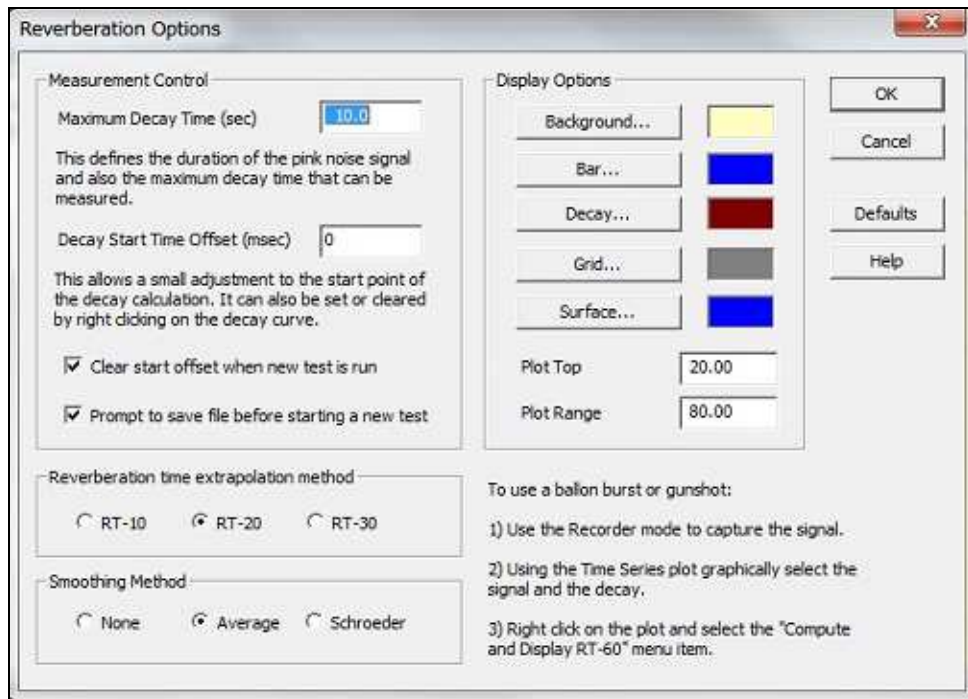 Reverberation Options
Measurement Control
Maximum Decay Time (sec)
10.0
This defines the duration of the pink noise signal
and also the maximum decay time that can be
measured.
Decay Start Time Offset (msec)
0
This allows a small adjustment to the start point of
the decay calculation. It can also be set or cleared
by right clicking on the decay curve.
Clear start offset when new test is run
Prompt to save file before starting a new test
Reverberation time extrapolation method
RT-10
RT-20
RT-30
Smoothing Method
None
Average
Schroeder
Display Options
Background...
Bar...
Decay...
Grid...
Surface...
Plot Top
20.00
Plot Range
80.00
To use a ballon burst or gunshot:
1) Use the Recorder mode to capture the signal.
2) Using the Time Series plot graphically select the
signal and the decay.
3) Right click on the plot and select the "Compute
and Display RT-60" menu item.
OK
Cancel
Defaults
Help